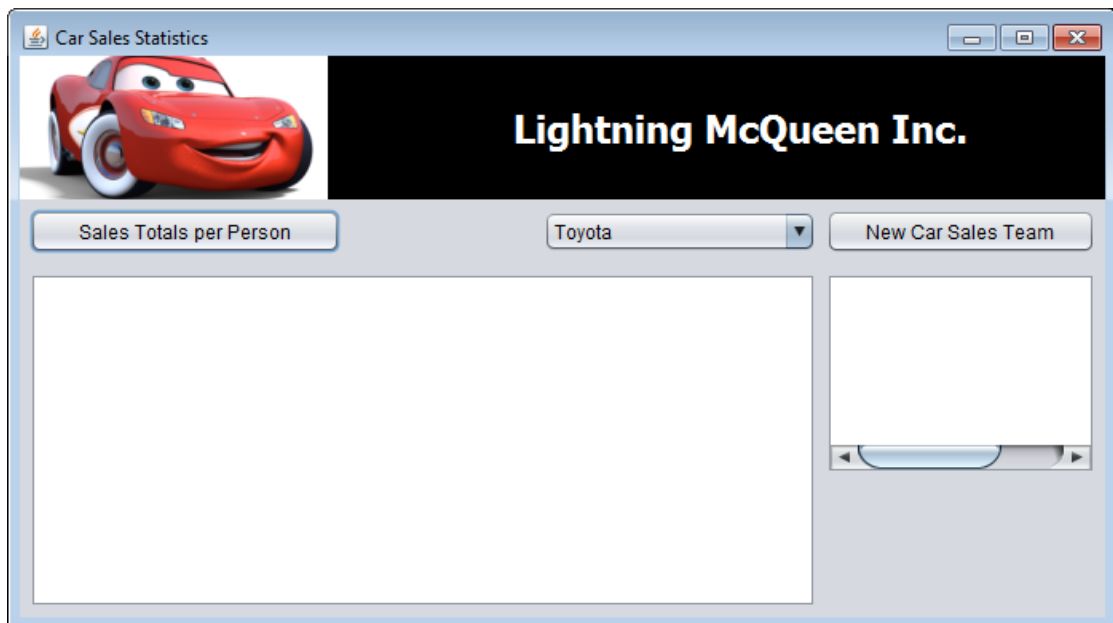 Car Sales Statistics
Lightning McQueen Inc.
Sales Totals per Person
Toyota
New Car Sales Team